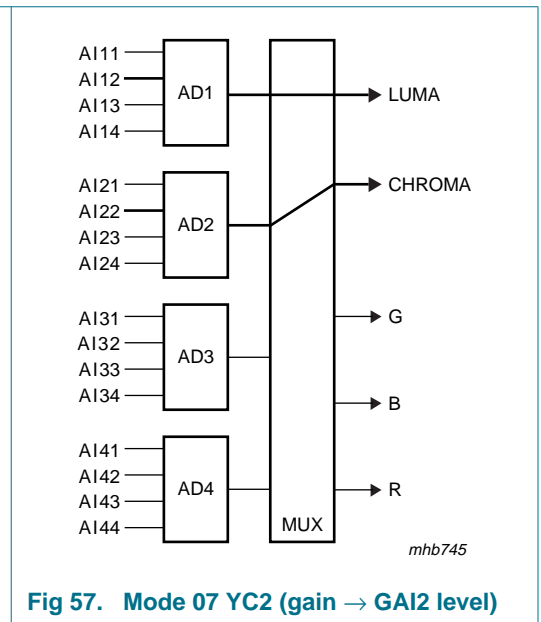 AI11
AI12
AI13
AI14
AD1
LUMA
AI21
AI22
AI23
AI24
AD2
CHROMA
AI31
AI32
AI33
AI34
AD3
G
B
AI41
AI42
AI43
AI44
AD4
R
MUX
mhb745
Fig 57. Mode 07 YC2 (gain → GAI2 level)